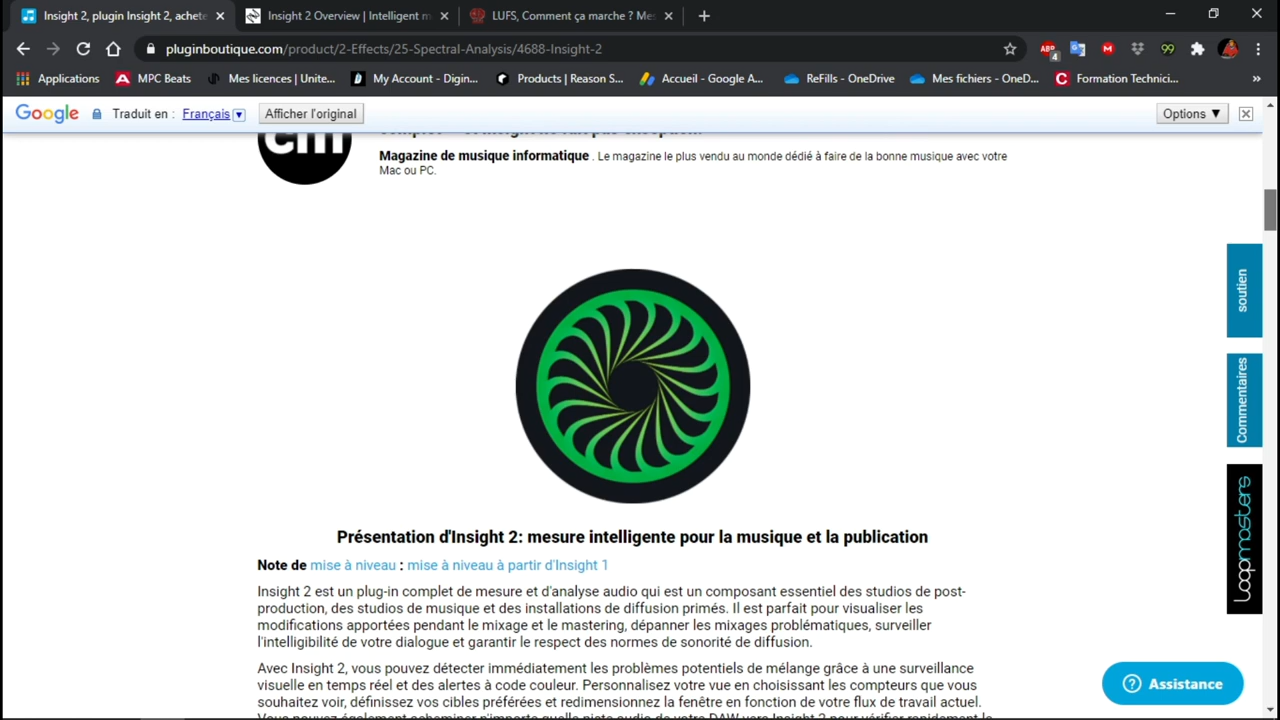 Insight 2, plugin Insight 2, achete
Insight 2 Overview | Intelligent m
LUFS, Comment ça marche ? Me
pluginboutique.com/product/2-Effects/25-Spectral-Analysis/4688-Insight-2
ABP
4
99
Applications
MPC Beats
Mes licences | Unite...
My Account - Digin...
Products | Reason S...
Accueil - Google A...
ReFills - OneDrive
Mes fichiers - OneD...
Formation Technici...
Google
Traduit en :
Français
Afficher l'original
Options ▼
cm
Magazine de musique informatique . Le magazine le plus vendu au monde dédié à faire de la bonne musique avec votre
Mac ou PC.
soutien
Commentaires
loopmasters
Présentation d'Insight 2: mesure intelligente pour la musique et la publication
Note de mise à niveau : mise à niveau à partir d'Insight 1
Insight 2 est un plug-in complet de mesure et d'analyse audio qui est un composant essentiel des studios de post-
production, des studios de musique et des installations de diffusion primés. Il est parfait pour visualiser les
modifications apportées pendant le mixage et le mastering, dépanner les mixages problématiques, surveiller
l'intelligibilité de votre dialogue et garantir le respect des normes de sonorité de diffusion.
Avec Insight 2, vous pouvez détecter immédiatement les problèmes potentiels de mélange grâce à une surveillance
visuelle en temps réel et des alertes à code couleur. Personnalisez votre vue en choisissant les compteurs que vous
souhaitez voir, définissez vos cibles préférées et redimensionnez la fenêtre en fonction de votre flux de travail actuel.
Assistance